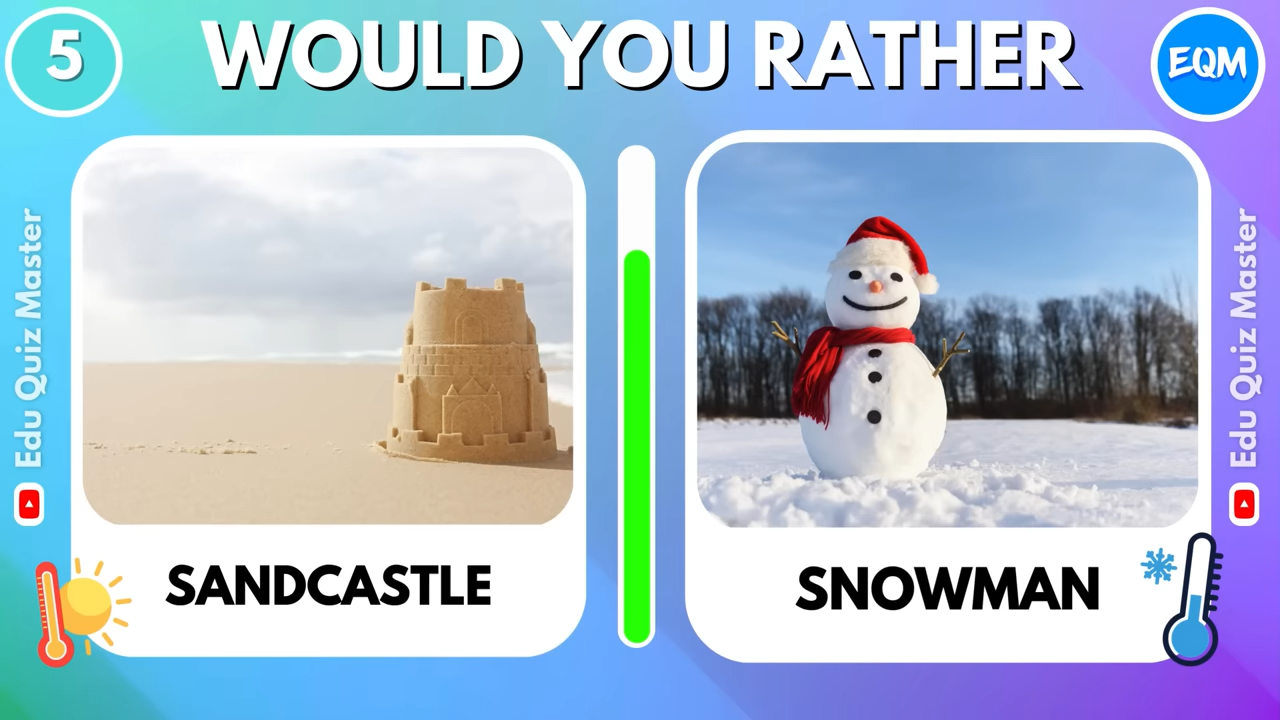 5
WOULD YOU RATHER
EQM
Edu Quiz Master
SANDCASTLE
SNOWMAN
Edu Quiz Master